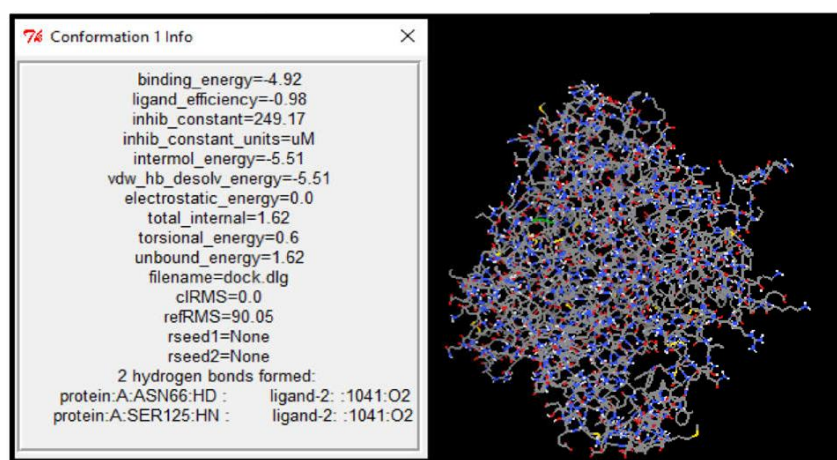 Conformation 1 Info
binding_energy=-4.92
ligand_efficiency=-0.98
inhib_constant=249.17
inhib_constant_units=uM
intermol_energy=-5.51
vdw_hb_desolv_energy=-5.51
electrostatic_energy=0.0
total_internal=1.62
torsional_energy=0.6
unbound_energy=1.62
filename=dock.dlg
clRMS=0.0
refRMS=90.05
rseed1=None
rseed2=None
2 hydrogen bonds formed:
protein:A:ASN66:HD : ligand-2: :1041:O2
protein:A:SER125:HN : ligand-2: :1041:O2